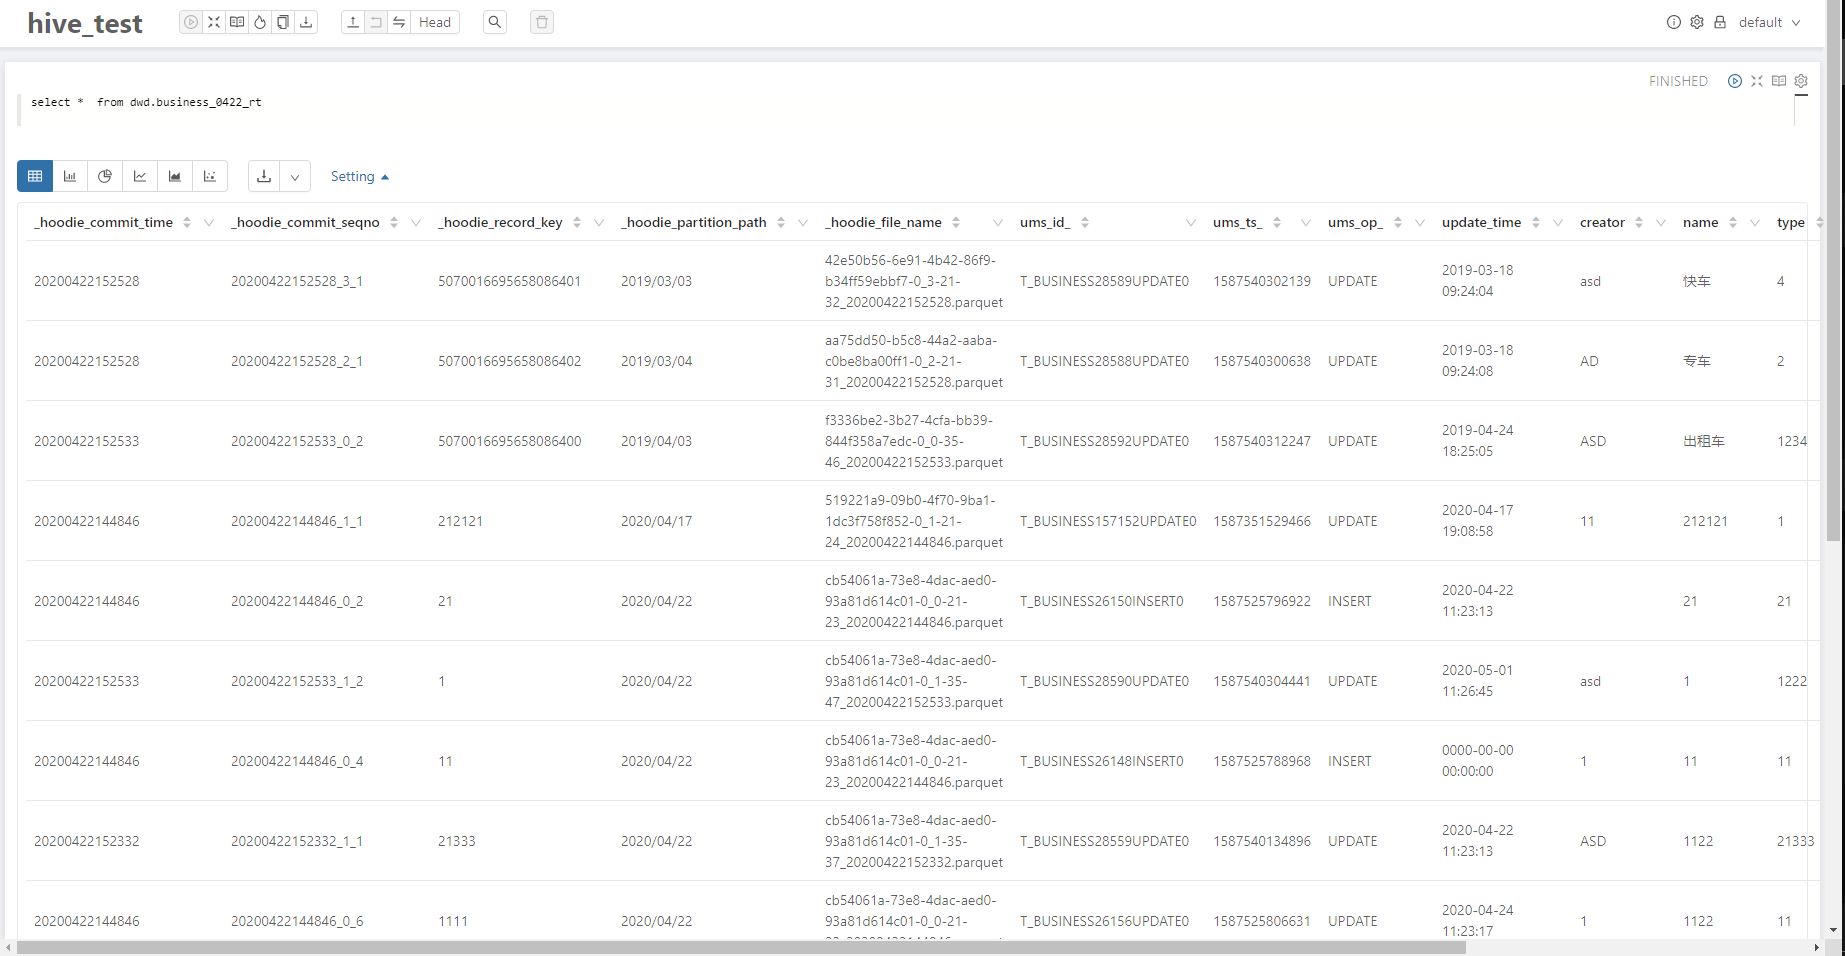 hive_test
Head
default
FINISHED
select *  from dwd.business_0422_rt
Setting
_hoodie_commit_time _hoodie_commit_seqno _hoodie_record_key _hoodie_partition_path _hoodie_file_name ums_id_ ums_ts_ ums_op_ update_time creator name type
20200422152528 20200422152528_3_1 5070016695658086401 2019/03/03 42e50b56-6e91-4b42-86f9-
b34ff59ebbf7-0_3-21-
32_20200422152528.parquet T_BUSINESS28589UPDATE0 1587540302139 UPDATE 2019-03-18
09:24:04 asd 快车 4
20200422152528 20200422152528_2_1 5070016695658086402 2019/03/04 aa75dd50-b5c8-44a2-aaba-
c0be8ba00ff1-0_2-21-
31_20200422152528.parquet T_BUSINESS28588UPDATE0 1587540300638 UPDATE 2019-03-18
09:24:08 AD 专车 2
20200422152533 20200422152533_0_2 5070016695658086400 2019/04/03 f3336be2-3b27-4cfa-bb39-
844f358a7edc-0_0-35-
46_20200422152533.parquet T_BUSINESS28592UPDATE0 1587540312247 UPDATE 2019-04-24
18:25:05 ASD 出租车 1234
20200422144846 20200422144846_1_1 212121 2020/04/17 519221a9-09b0-4f70-9ba1-
1dc3f758f852-0_1-21-
24_20200422144846.parquet T_BUSINESS157152UPDATE0 1587351529466 UPDATE 2020-04-17
19:08:58 11 212121 1
20200422144846 20200422144846_0_2 21 2020/04/22 cb54061a-73e8-4dac-aed0-
93a81d614c01-0_0-21-
23_20200422144846.parquet T_BUSINESS26150INSERT0 1587525796922 INSERT 2020-04-22
11:23:13 21 21
20200422152533 20200422152533_1_2 1 2020/04/22 cb54061a-73e8-4dac-aed0-
93a81d614c01-0_1-35-
47_20200422152533.parquet T_BUSINESS28590UPDATE0 1587540304441 UPDATE 2020-05-01
11:26:45 asd 1 1222
20200422144846 20200422144846_0_4 11 2020/04/22 cb54061a-73e8-4dac-aed0-
93a81d614c01-0_0-21-
23_20200422144846.parquet T_BUSINESS26148INSERT0 1587525788968 INSERT 0000-00-00
00:00:00 1 11 11
20200422152332 20200422152332_1_1 21333 2020/04/22 cb54061a-73e8-4dac-aed0-
93a81d614c01-0_1-35-
37_20200422152332.parquet T_BUSINESS28559UPDATE0 1587540134896 UPDATE 2020-04-22
11:23:13 ASD 1122 21333
20200422144846 20200422144846_0_6 1111 2020/04/22 cb54061a-73e8-4dac-aed0-
93a81d614c01-0_0-21-
T_BUSINESS26156UPDATE0 1587525806631 UPDATE 2020-04-24
11:23:17 1 1122 11